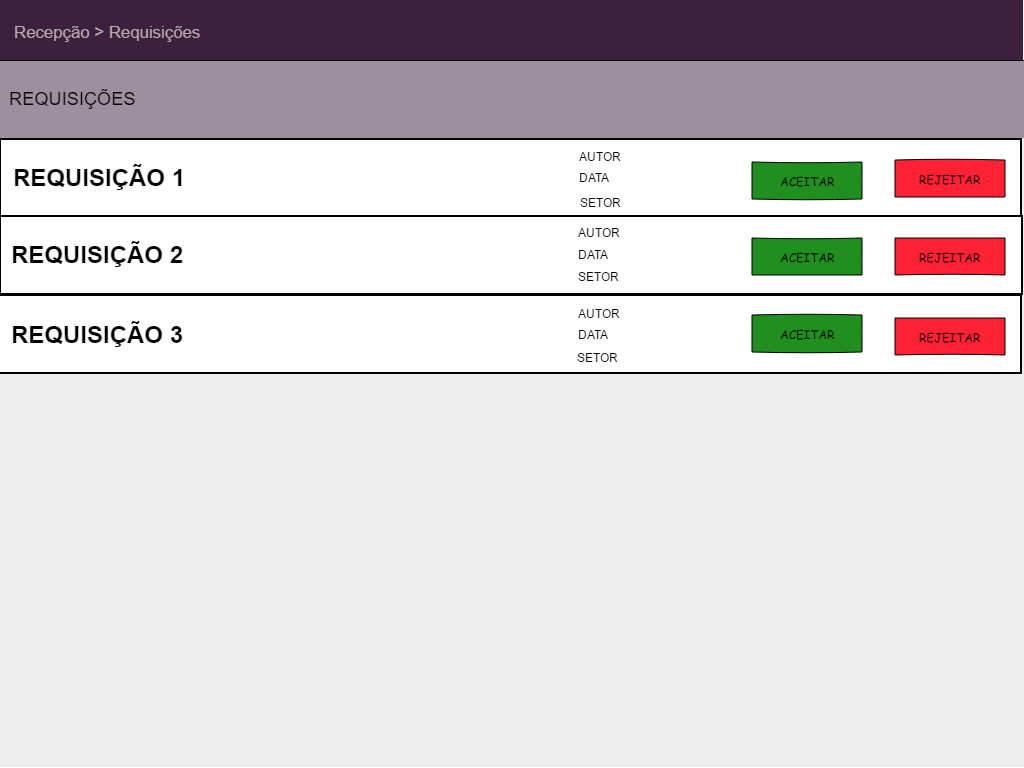 Recepção > Requisições
REQUISIÇÕES
REQUISIÇÃO 1
AUTOR
DATA
SETOR
ACEITAR
REJEITAR
REQUISIÇÃO 2
AUTOR
DATA
SETOR
ACEITAR
REJEITAR
REQUISIÇÃO 3
AUTOR
DATA
SETOR
ACEITAR
REJEITAR